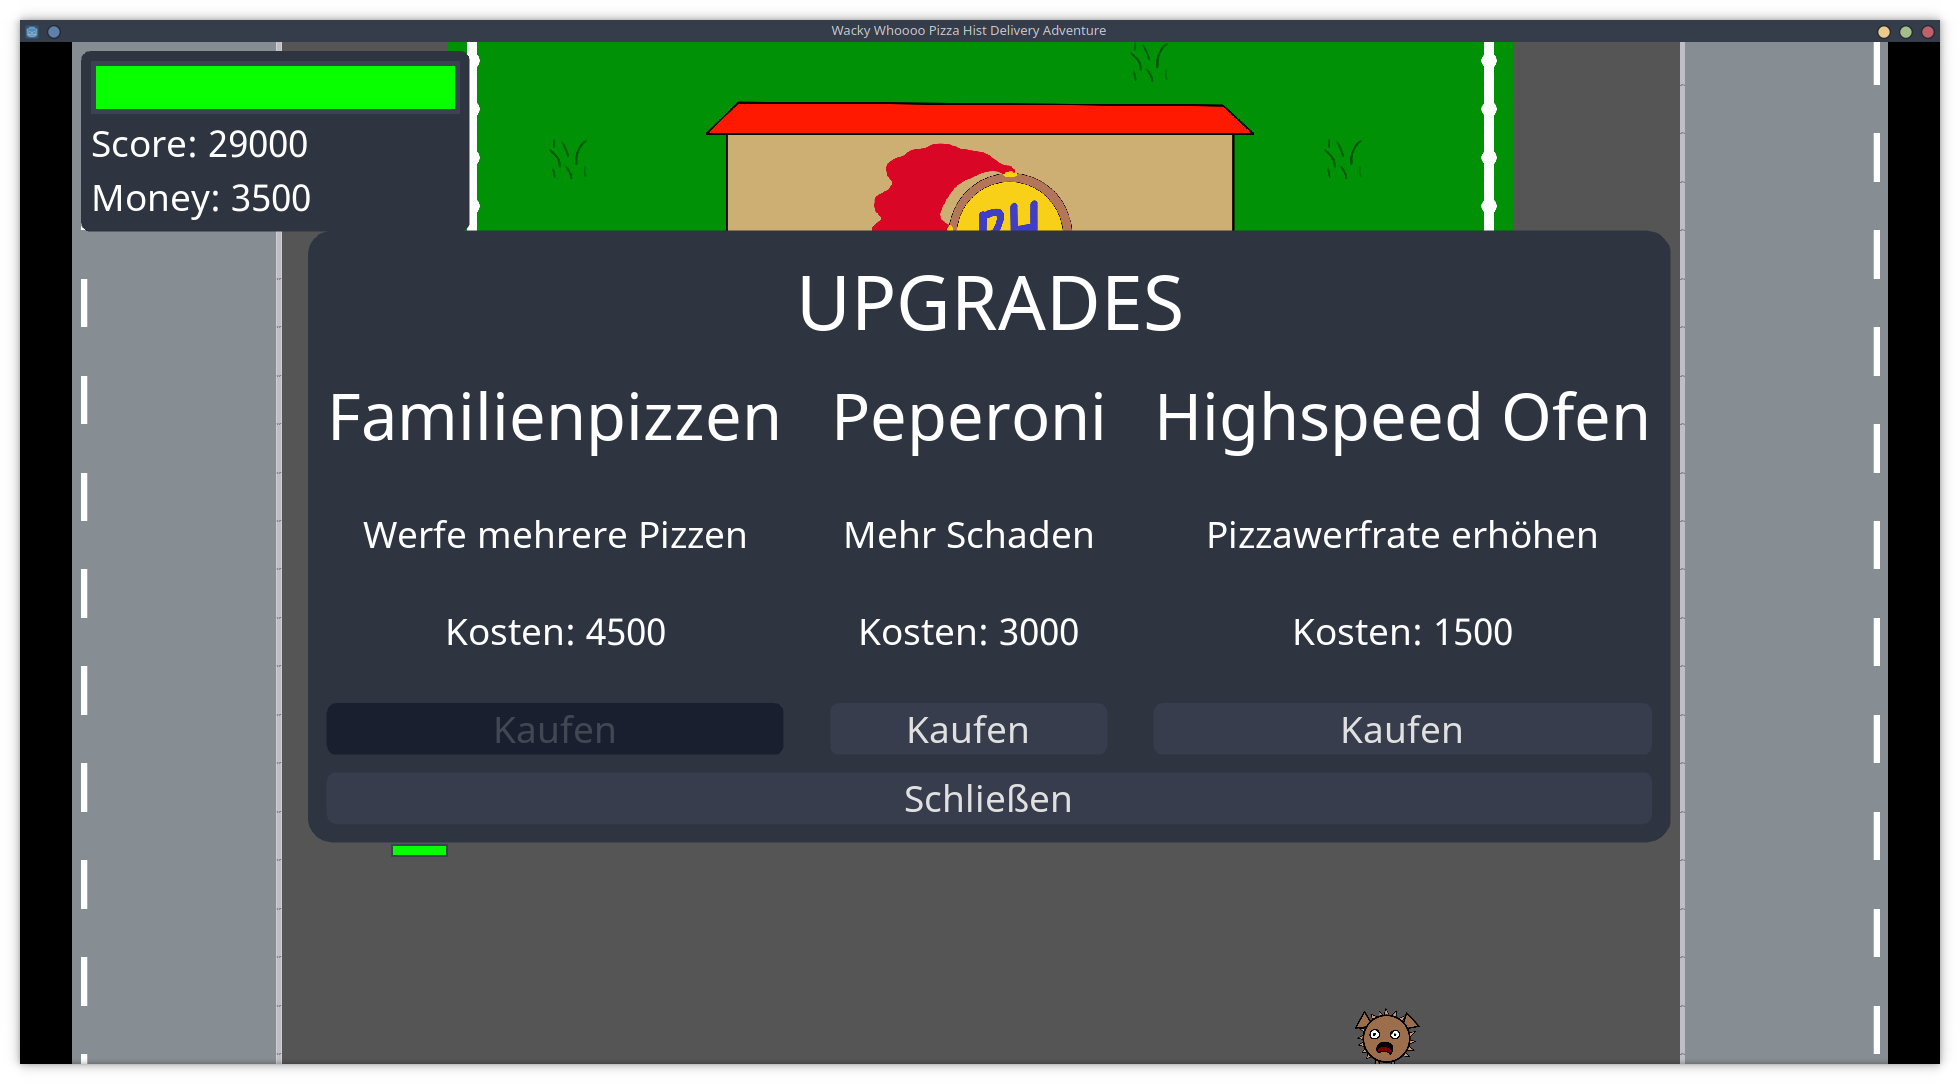 Wacky Whoooo Pizza Hist Delivery Adventure
Score: 29000
Money: 3500
PH
UPGRADES
Familienpizzen Peperoni Highspeed Ofen
Werfe mehrere Pizzen Mehr Schaden Pizzawerfrate erhöhen
Kosten: 4500 Kosten: 3000 Kosten: 1500
Kaufen Kaufen Kaufen
Schließen